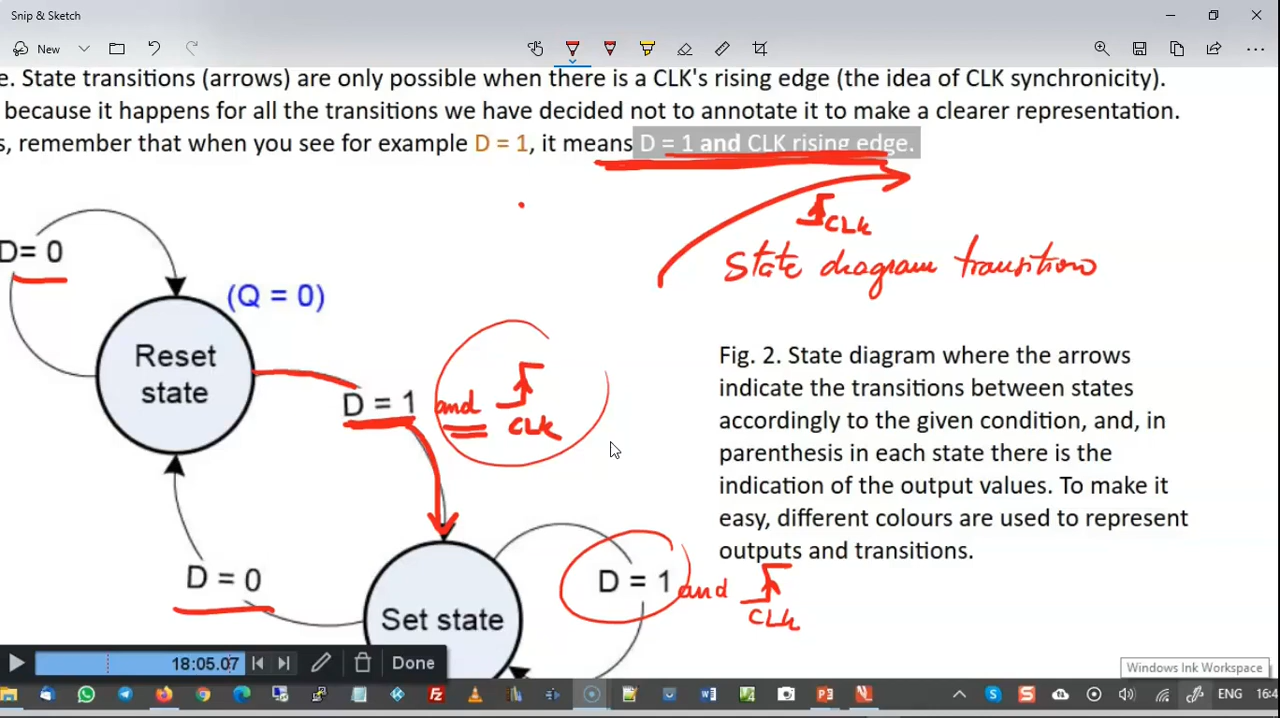 Snip & Sketch
New
e. State transitions (arrows) are only possible when there is a CLK's rising edge (the idea of CLK synchronicity).
because it happens for all the transitions we have decided not to annotate it to make a clearer representation.
s, remember that when you see for example D = 1, it means D = 1 and CLK rising edge.
CLK
State diagram transitions
D= 0
(Q = 0)
Reset
state
D = 1 and
CLK
Fig. 2. State diagram where the arrows
indicate the transitions between states
accordingly to the given condition, and, in
parenthesis in each state there is the
indication of the output values. To make it
easy, different colours are used to represent
outputs and transitions.
D = 0
D = 1 and
CLK
Set state
18:05.07
Done
Windows Ink Workspace
ENG
16:4